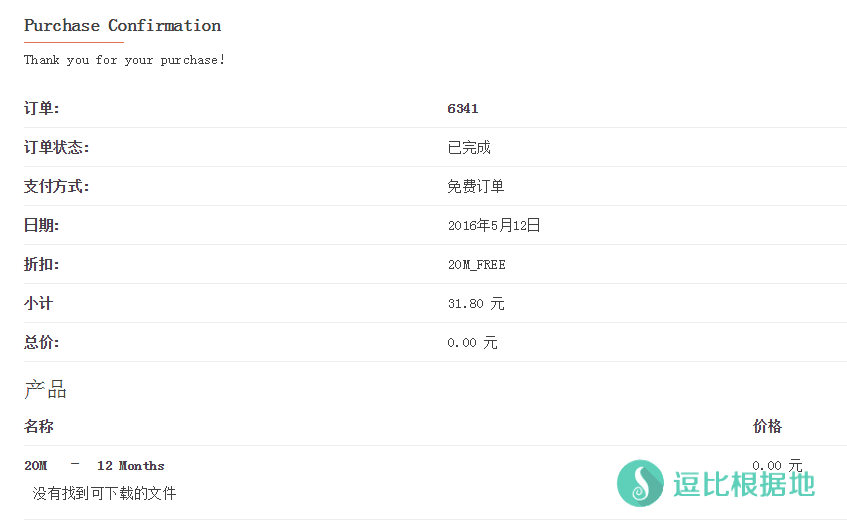 Purchase Confirmation
Thank you for your purchase!
订单: 6341
订单状态: 已完成
支付方式: 免费订单
日期: 2016年5月12日
折扣: 20M_FREE
小计 31.80 元
总价: 0.00 元
产品
名称 价格
20M — 12 Months 0.00 元
没有找到可下载的文件
逗比根据地